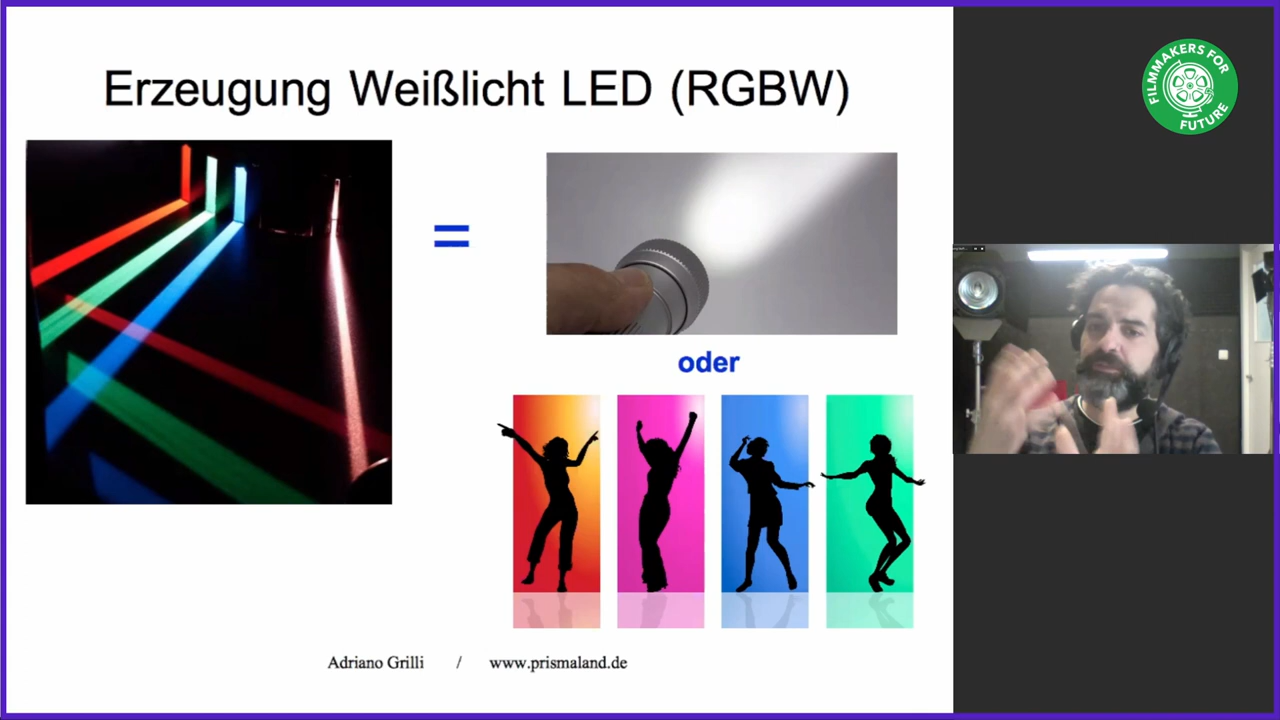 Erzeugung Weißlicht LED (RGBW)
=
oder
Adriano Grilli / www.prismaland.de
FILMMAKERS FOR
FUTURE